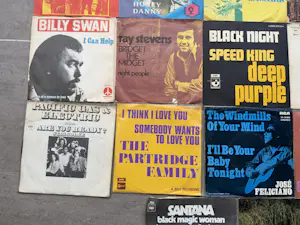 HONEY
DANNY
BILLY SWAN
I Can Help
ray stevens
BRIDGET
THE
MIDGET
night people
BLACK NIGHT
SPEED KING
deep
purple
PACIFIC GAS &
ELECTRIC
ARE YOU READY?
I THINK I LOVE YOU
SOMEBODY WANTS
TO LOVE YOU
THE
PARTRIDGE
FAMILY
The Windmills
Of Your Mind
I'll Be Your
Baby
Tonight
RCA
JOSÉ
FELICIANO
SANTANA
black magic woman